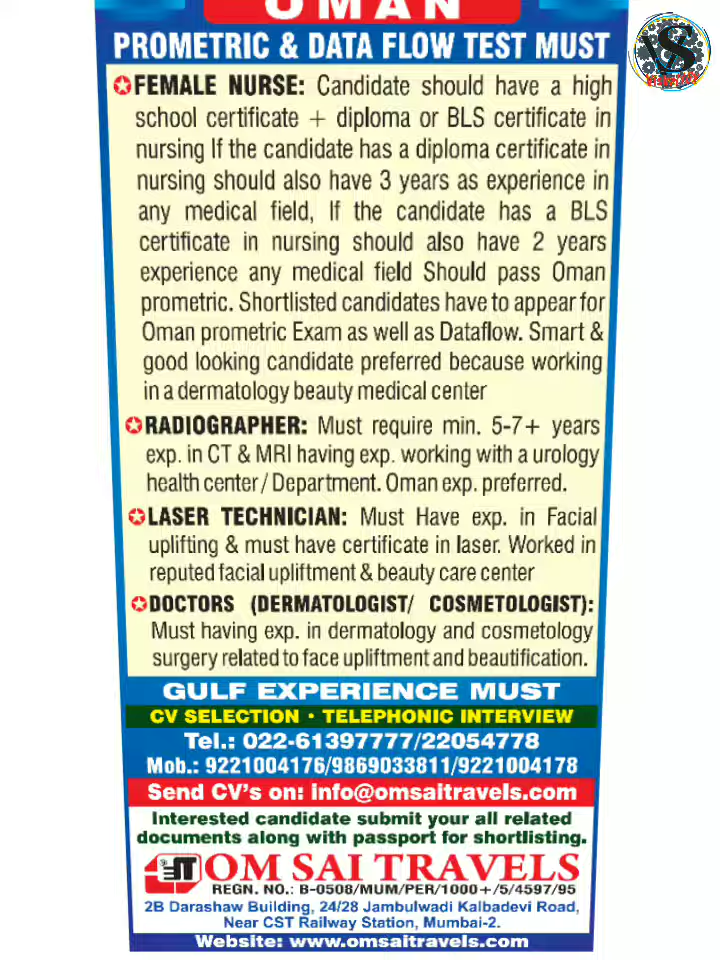 OMAN
PROMETRIC & DATA FLOW TEST MUST
FEMALE NURSE: Candidate should have a high
school certificate + diploma or BLS certificate in
nursing If the candidate has a diploma certificate in
nursing should also have 3 years as experience in
any medical field, If the candidate has a BLS
certificate in nursing should also have 2 years
experience any medical field Should pass Oman
prometric. Shortlisted candidates have to appear for
Oman prometric Exam as well as Dataflow. Smart &
good looking candidate preferred because working
in a dermatology beauty medical center
RADIOGRAPHER: Must require min. 5-7+ years
exp. in CT & MRI having exp. working with a urology
health center / Department. Oman exp. preferred.
LASER TECHNICIAN: Must Have exp. in Facial
uplifting & must have certificate in laser. Worked in
reputed facial upliftment & beauty care center
DOCTORS (DERMATOLOGIST/ COSMETOLOGIST):
Must having exp. in dermatology and cosmetology
surgery related to face upliftment and beautification.
GULF EXPERIENCE MUST
CV SELECTION • TELEPHONIC INTERVIEW
Tel.: 022-61397777/22054778
Mob.: 9221004176/9869033811/9221004178
Send CV's on: info@omsaitravels.com
Interested candidate submit your all related
documents along with passport for shortlisting.
OM SAI TRAVELS
REGN. NO.: B-0508/MUM/PER/1000+/5/4597/95
2B Darashaw Building, 24/28 Jambulwadi Kalbadevi Road,
Near CST Railway Station, Mumbai-2.
Website: www.omsaitravels.com